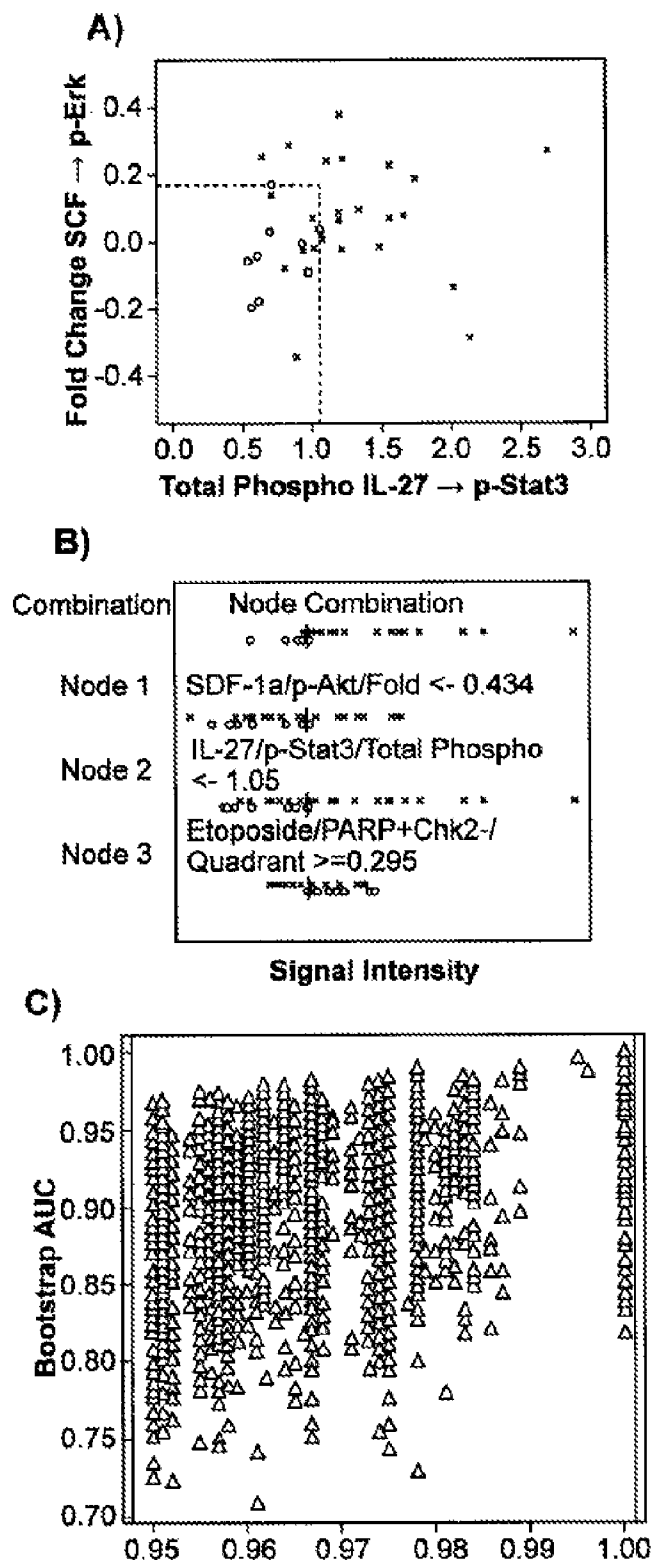 A)
Fold Change SCF → p-Erk
0.4
0.2
0.0
-0.2
-0.4
0.0 0.5 1.0 1.5 2.0 2.5 3.0
Total Phospho IL-27 → p-Stat3
B)
Combination Node Combination
Node 1 SDF-1a/p-Akt/Fold <- 0.434
Node 2 IL-27/p-Stat3/Total Phospho
<- 1.05
Node 3 Etoposide/PARP+Chk2-/
Quadrant >=0.295
Signal Intensity
C)
Bootstrap AUC
1.00
0.95
0.90
0.85
0.80
0.75
0.70
0.95 0.96 0.97 0.98 0.99 1.00